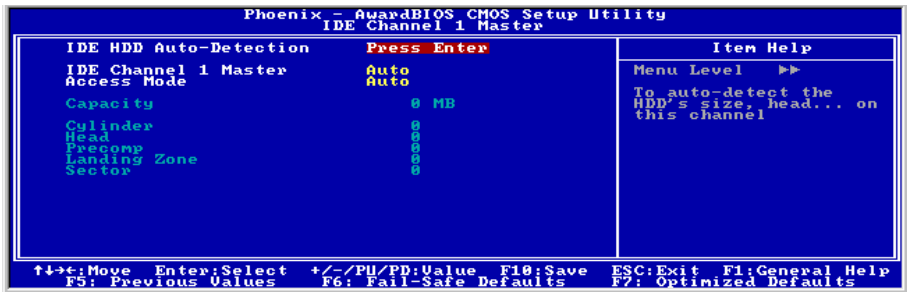 Phoenix - AwardBIOS CMOS Setup Utility
IDE Channel 1 Master
IDE HDD Auto-Detection Press Enter
IDE Channel 1 Master Auto
Access Mode Auto
Capacity 0 MB
Cylinder 0
Head 0
Precomp 0
Landing Zone 0
Sector 0
Item Help
Menu Level ▶▶
To auto-detect the
HDD's size, head... on
this channel
↑↓→←:Move Enter:Select +/-/PU/PD:Value F10:Save ESC:Exit F1:General Help
F5: Previous Values F6: Fail-Safe Defaults F7: Optimized Defaults